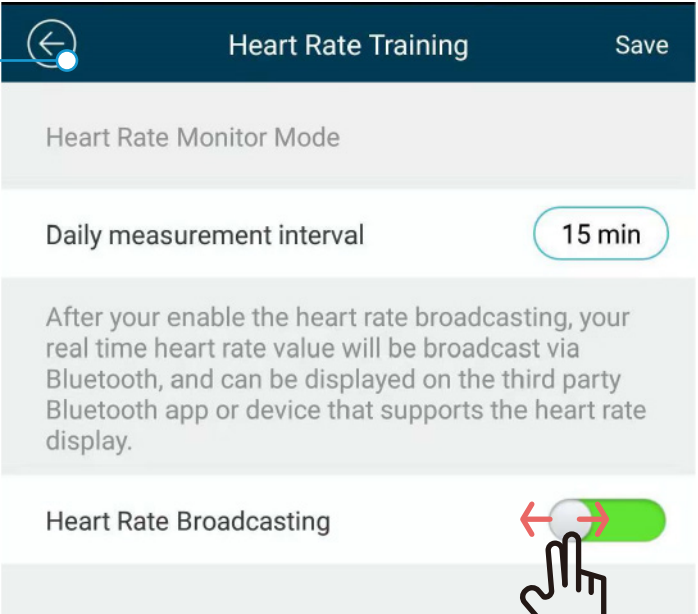 Heart Rate Training
Save
Heart Rate Monitor Mode
Daily measurement interval
15 min
After your enable the heart rate broadcasting, your
real time heart rate value will be broadcast via
Bluetooth, and can be displayed on the third party
Bluetooth app or device that supports the heart rate
display.
Heart Rate Broadcasting